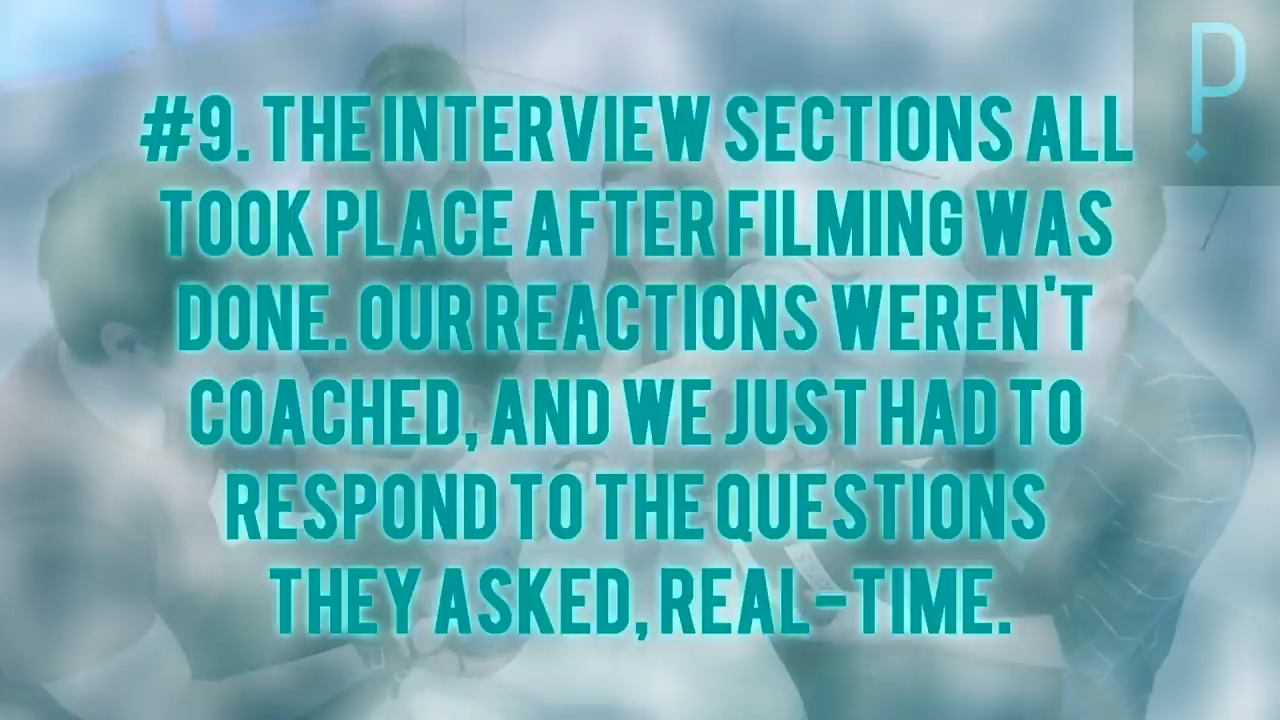 #9. THE INTERVIEW SECTIONS ALL
TOOK PLACE AFTER FILMING WAS
DONE. OUR REACTIONS WEREN'T
COACHED, AND WE JUST HAD TO
RESPOND TO THE QUESTIONS
THEY ASKED, REAL-TIME.
P